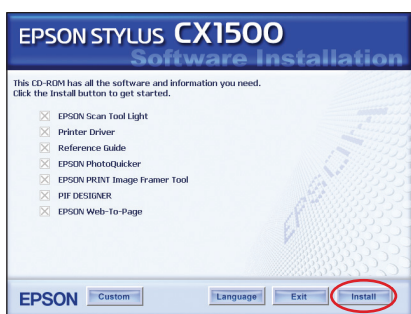 EPSON STYLUS CX1500
Software Installation
This CD-ROM has all the software and information you need.
Click the Install button to get started.
EPSON Scan Tool Light
Printer Driver
Reference Guide
EPSON PhotoQuicker
EPSON PRINT Image Framer Tool
PIF DESIGNER
EPSON Web-To-Page
EPSON
EPSON Custom Language Exit Install